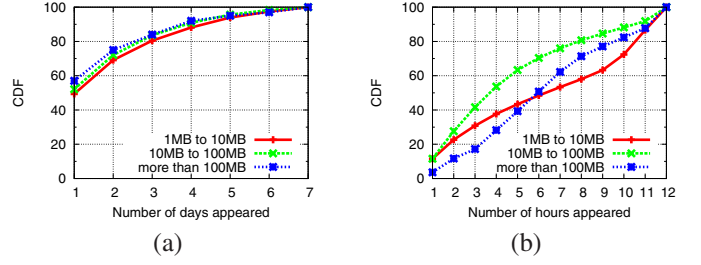 100
80
60
40
20
0
CDF
1MB to 10MB
10MB to 100MB
more than 100MB
1 2 3 4 5 6 7
Number of days appeared
(a)
100
80
60
40
20
0
CDF
1MB to 10MB
10MB to 100MB
more than 100MB
1 2 3 4 5 6 7 8 9 10 11 12
Number of hours appeared
(b)